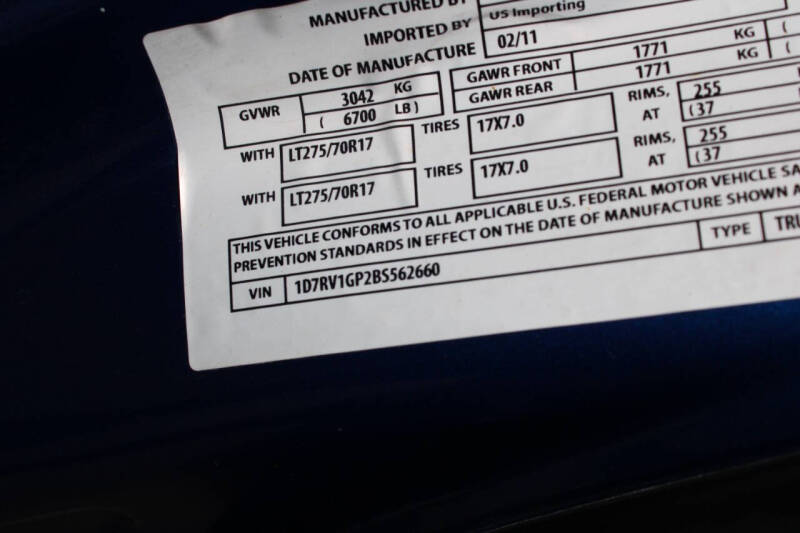 MANUFACTURED BY
IMPORTED BY US Importing
DATE OF MANUFACTURE 02/11
GVWR 3042 KG
( 6700 LB )
GAWR FRONT 1771 KG (
GAWR REAR 1771 KG (
WITH LT275/70R17 TIRES 17X7.0 RIMS, AT 255 (37
WITH LT275/70R17 TIRES 17X7.0 RIMS, AT 255 (37
THIS VEHICLE CONFORMS TO ALL APPLICABLE U.S. FEDERAL MOTOR VEHICLE SA
PREVENTION STANDARDS IN EFFECT ON THE DATE OF MANUFACTURE SHOWN A
VIN 1D7RV1GP2BS562660 TYPE TRU